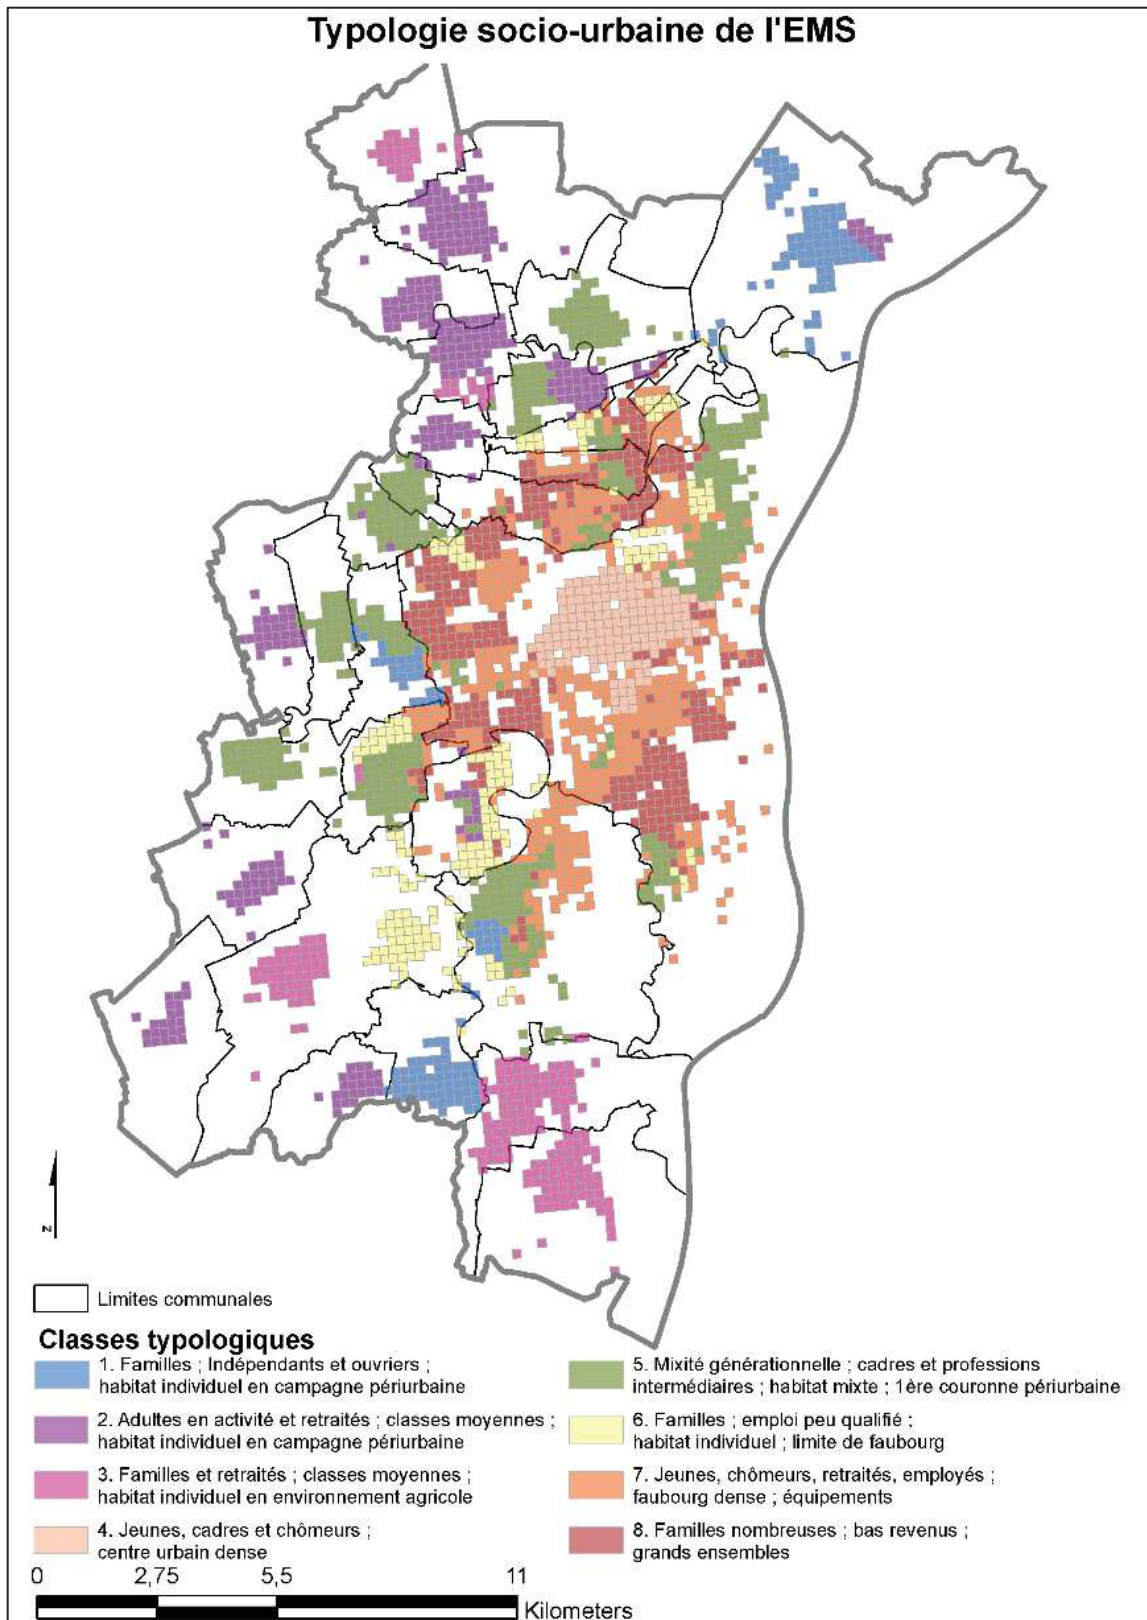 Typologie socio-urbaine de l'EMS
z
Limites communales
Classes typologiques
1. Familles ; Indépendants et ouvriers ;
habitat individuel en campagne périurbaine
2. Adultes en activité et retraités ; classes moyennes ;
habitat individuel en campagne périurbaine
3. Familles et retraités ; classes moyennes ;
habitat individuel en environnement agricole
4. Jeunes, cadres et chômeurs ;
centre urbain dense
5. Mixité générationnelle ; cadres et professions
intermédiaires ; habitat mixte ; 1ère couronne périurbaine
6. Familles ; emploi peu qualifié ;
habitat individuel ; limite de faubourg
7. Jeunes, chômeurs, retraités, employés ;
faubourg dense ; équipements
8. Familles nombreuses ; bas revenus ;
grands ensembles
0 2,75 5,5 11
Kilometers